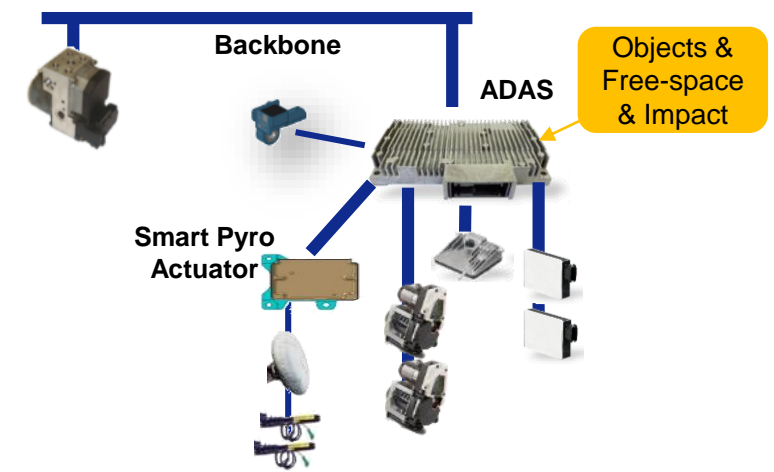 Backbone
ADAS
Objects &
Free-space
& Impact
Smart Pyro
Actuator